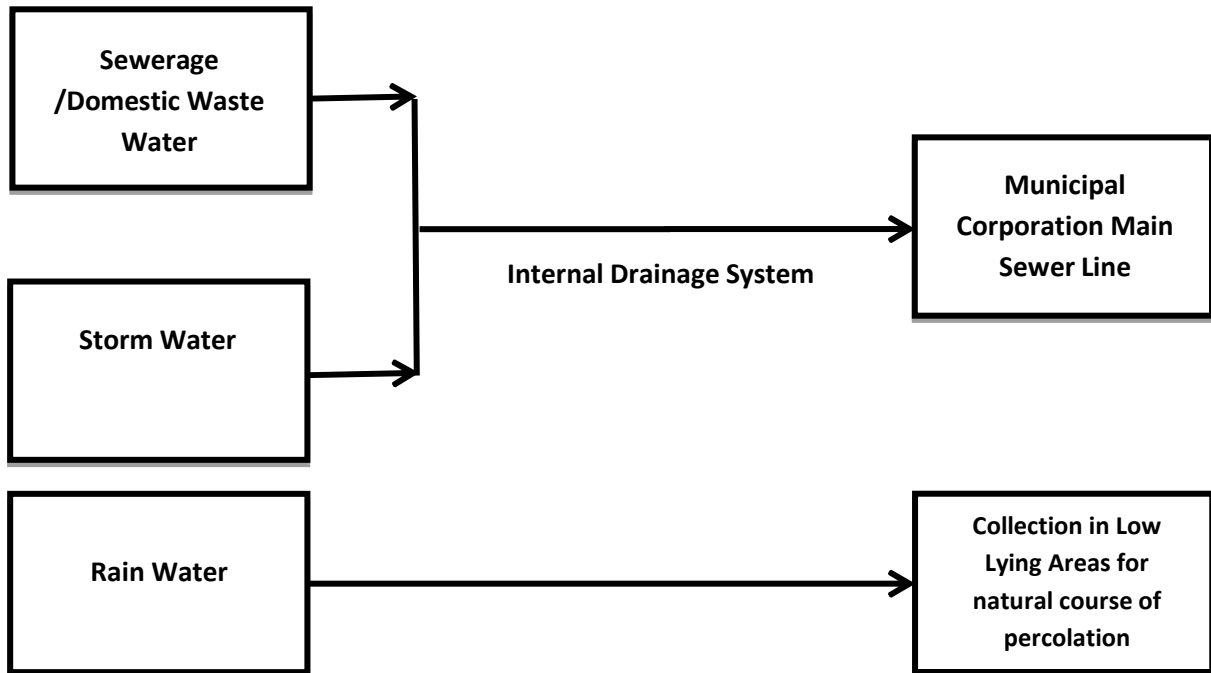 Sewerage
/Domestic Waste
Water
Municipal
Corporation Main
Sewer Line
Internal Drainage System
Storm Water
Rain Water
Collection in Low
Lying Areas for
natural course of
percolation